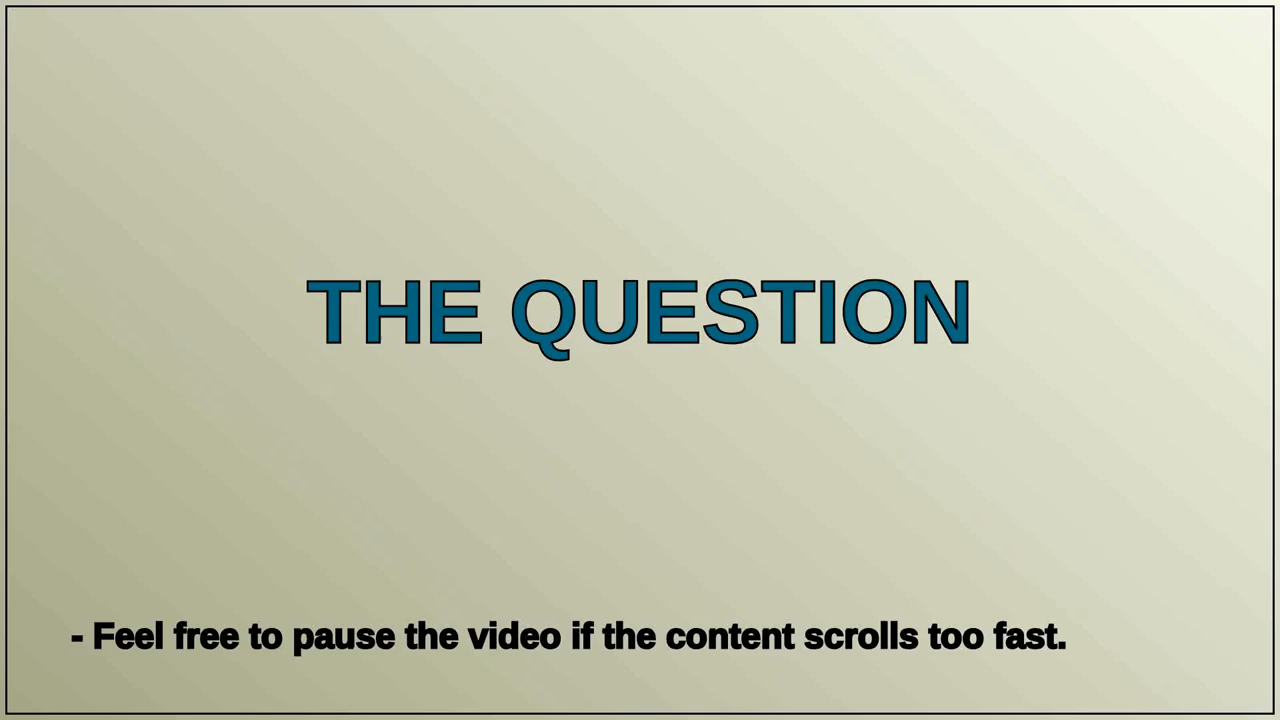 THE QUESTION
- Feel free to pause the video if the content scrolls too fast.